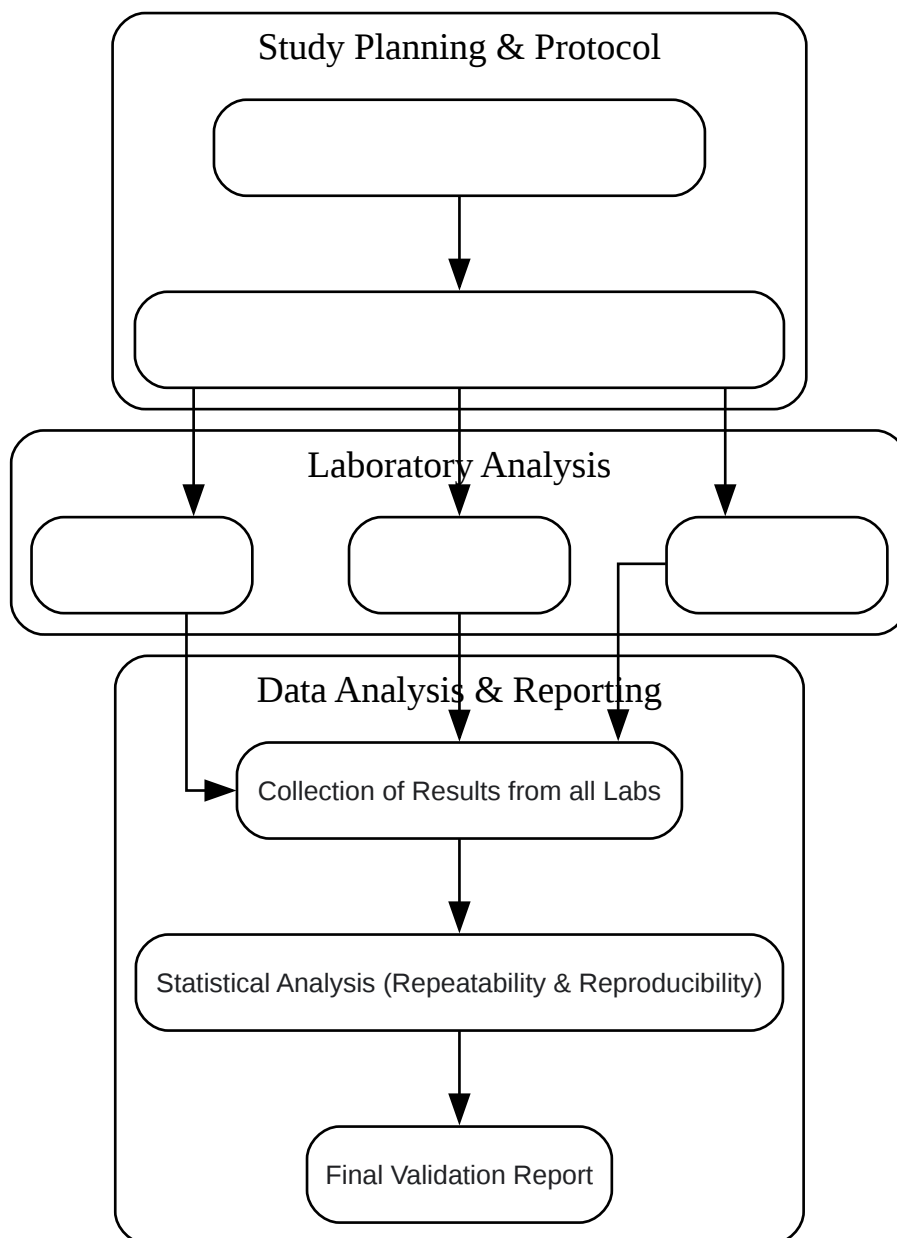 Study Planning & Protocol
Laboratory Analysis
Data Analysis & Reporting
Collection of Results from all Labs
Statistical Analysis (Repeatability & Reproducibility)
Final Validation Report